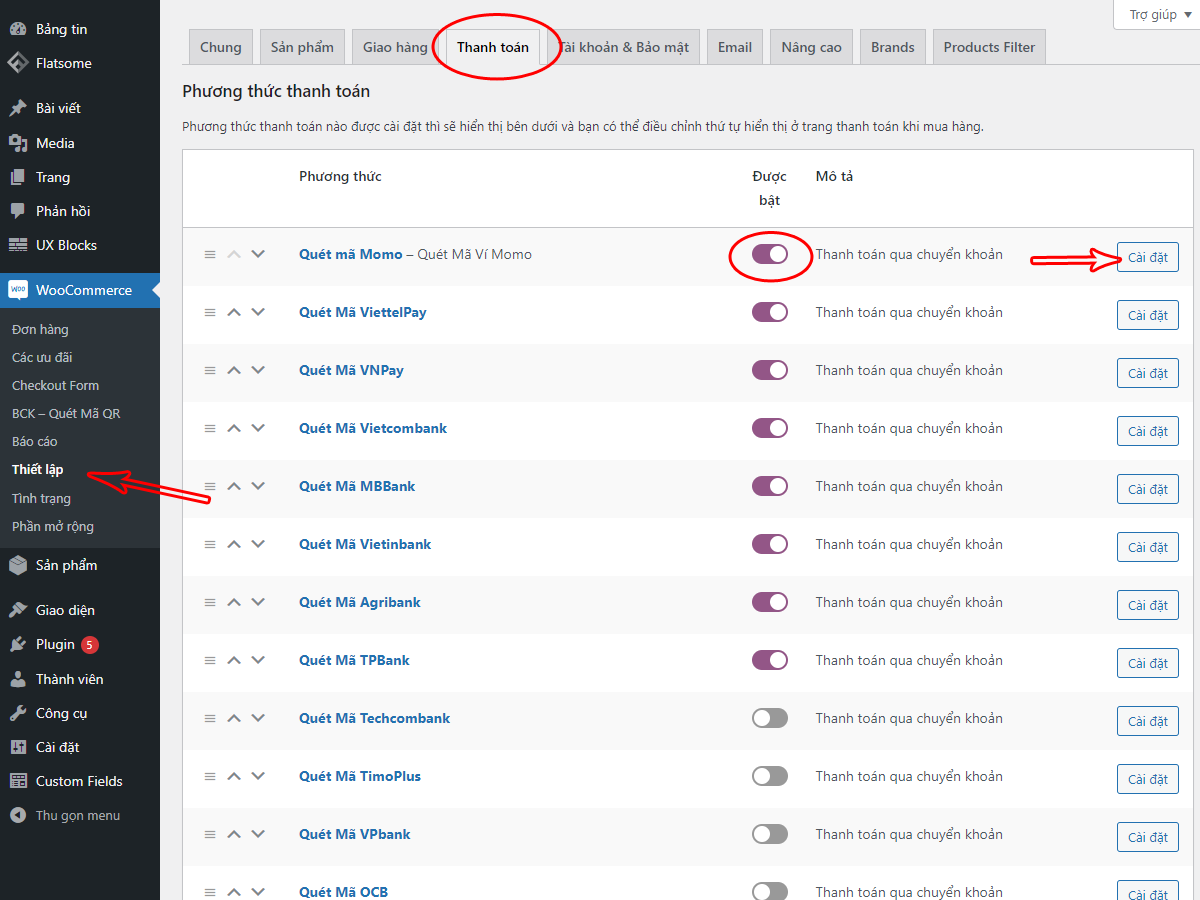 Bảng tin
Flatsome
Bài viết
Media
Trang
Phản hồi
UX Blocks
woo WooCommerce
Đơn hàng
Các ưu đãi
Checkout Form
BCK – Quét Mã QR
Báo cáo
Thiết lập
Tình trạng
Phần mở rộng
Sản phẩm
Giao diện
Plugin 5
Thành viên
Công cụ
Cài đặt
Custom Fields
Thu gọn menu
Trợ giúp
Chung Sản phẩm Giao hàng Thanh toán Tài khoản & Bảo mật Email Nâng cao Brands Products Filter
Phương thức thanh toán
Phương thức thanh toán nào được cài đặt thì sẽ hiển thị bên dưới và bạn có thể điều chỉnh thứ tự hiển thị ở trang thanh toán khi mua hàng.
Phương thức Được bật Mô tả
Quét mã Momo – Quét Mã Ví Momo Thanh toán qua chuyển khoản Cài đặt
Quét Mã ViettelPay Thanh toán qua chuyển khoản Cài đặt
Quét Mã VNPay Thanh toán qua chuyển khoản Cài đặt
Quét Mã Vietcombank Thanh toán qua chuyển khoản Cài đặt
Quét Mã MBBank Thanh toán qua chuyển khoản Cài đặt
Quét Mã Vietinbank Thanh toán qua chuyển khoản Cài đặt
Quét Mã Agribank Thanh toán qua chuyển khoản Cài đặt
Quét Mã TPBank Thanh toán qua chuyển khoản Cài đặt
Quét Mã Techcombank Thanh toán qua chuyển khoản Cài đặt
Quét Mã TimoPlus Thanh toán qua chuyển khoản Cài đặt
Quét Mã VPbank Thanh toán qua chuyển khoản Cài đặt
Quét Mã OCB Thanh toán qua chuyển khoản Cài đặt